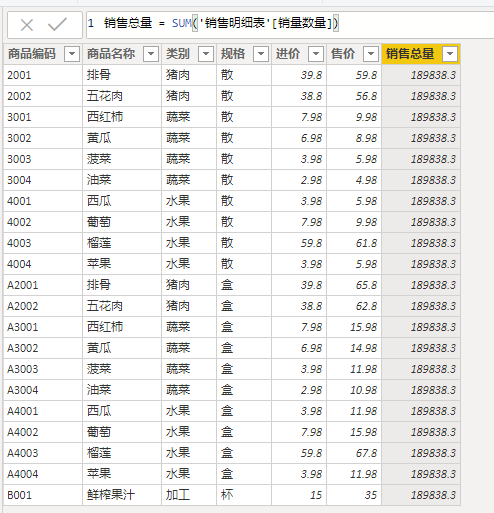 1 销售总量 = SUM('销售明细表'[销量数量])
商品编码 商品名称 类别 规格 进价 售价 销售总量
2001 排骨 猪肉 散 39.8 59.8 189838.3
2002 五花肉 猪肉 散 38.8 56.8 189838.3
3001 西红柿 蔬菜 散 7.98 9.98 189838.3
3002 黄瓜 蔬菜 散 6.98 8.98 189838.3
3003 菠菜 蔬菜 散 3.98 5.98 189838.3
3004 油菜 蔬菜 散 2.98 4.98 189838.3
4001 西瓜 水果 散 3.98 5.98 189838.3
4002 葡萄 水果 散 7.98 9.98 189838.3
4003 榴莲 水果 散 59.8 61.8 189838.3
4004 苹果 水果 散 3.98 5.98 189838.3
A2001 排骨 猪肉 盒 39.8 65.8 189838.3
A2002 五花肉 猪肉 盒 38.8 62.8 189838.3
A3001 西红柿 蔬菜 盒 7.98 15.98 189838.3
A3002 黄瓜 蔬菜 盒 6.98 14.98 189838.3
A3003 菠菜 蔬菜 盒 3.98 11.98 189838.3
A3004 油菜 蔬菜 盒 2.98 10.98 189838.3
A4001 西瓜 水果 盒 3.98 11.98 189838.3
A4002 葡萄 水果 盒 7.98 15.98 189838.3
A4003 榴莲 水果 盒 59.8 67.8 189838.3
A4004 苹果 水果 盒 3.98 11.98 189838.3
B001 鲜榨果汁 加工 杯 15 35 189838.3